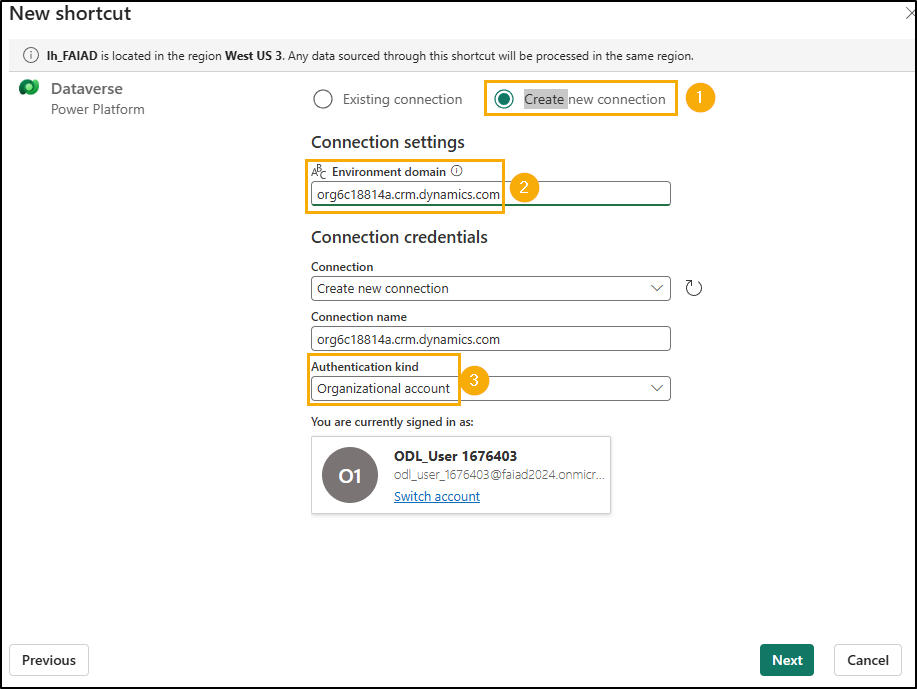 New shortcut
lh_FAIAD is located in the region West US 3. Any data sourced through this shortcut will be processed in the same region.
Dataverse
Power Platform
Existing connection
Create new connection
1
Connection settings
ABC Environment domain
org6c18814a.crm.dynamics.com
2
Connection credentials
Connection
Create new connection
Connection name
org6c18814a.crm.dynamics.com
Authentication kind
Organizational account
3
You are currently signed in as:
O1
ODL_User 1676403
odl_user_1676403@faiad2024.onmicr...
Switch account
Previous
Next
Cancel